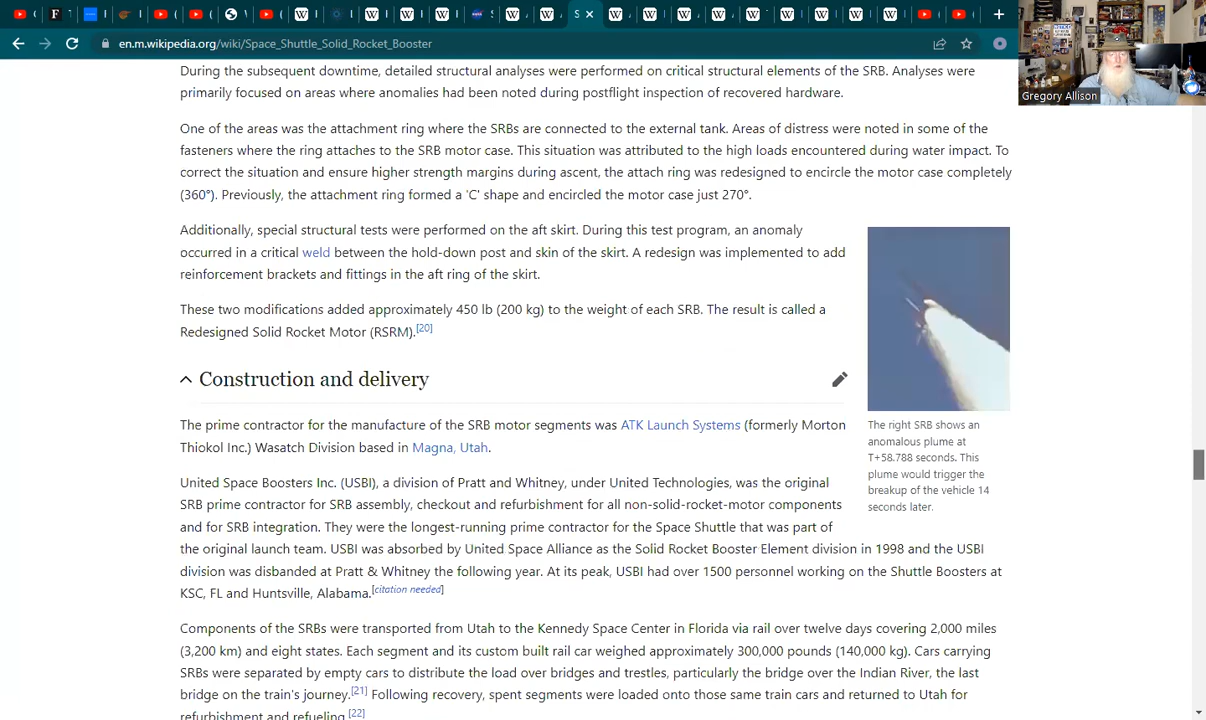 en.m.wikipedia.org/wiki/Space_Shuttle_Solid_Rocket_Booster
Gregory Allison
During the subsequent downtime, detailed structural analyses were performed on critical structural elements of the SRB. Analyses were
primarily focused on areas where anomalies had been noted during postflight inspection of recovered hardware.
One of the areas was the attachment ring where the SRBs are connected to the external tank. Areas of distress were noted in some of the
fasteners where the ring attaches to the SRB motor case. This situation was attributed to the high loads encountered during water impact. To
correct the situation and ensure higher strength margins during ascent, the attach ring was redesigned to encircle the motor case completely
(360°). Previously, the attachment ring formed a 'C' shape and encircled the motor case just 270°.
Additionally, special structural tests were performed on the aft skirt. During this test program, an anomaly
occurred in a critical weld between the hold-down post and skin of the skirt. A redesign was implemented to add
reinforcement brackets and fittings in the aft ring of the skirt.
These two modifications added approximately 450 lb (200 kg) to the weight of each SRB. The result is called a
Redesigned Solid Rocket Motor (RSRM).[20]
Construction and delivery
The prime contractor for the manufacture of the SRB motor segments was ATK Launch Systems (formerly Morton
Thiokol Inc.) Wasatch Division based in Magna, Utah.
The right SRB shows an
anomalous plume at
T+58.788 seconds. This
plume would trigger the
breakup of the vehicle 14
seconds later.
United Space Boosters Inc. (USBI), a division of Pratt and Whitney, under United Technologies, was the original
SRB prime contractor for SRB assembly, checkout and refurbishment for all non-solid-rocket-motor components
and for SRB integration. They were the longest-running prime contractor for the Space Shuttle that was part of
the original launch team. USBI was absorbed by United Space Alliance as the Solid Rocket Booster Element division in 1998 and the USBI
division was disbanded at Pratt & Whitney the following year. At its peak, USBI had over 1500 personnel working on the Shuttle Boosters at
KSC, FL and Huntsville, Alabama.[citation needed]
Components of the SRBs were transported from Utah to the Kennedy Space Center in Florida via rail over twelve days covering 2,000 miles
(3,200 km) and eight states. Each segment and its custom built rail car weighed approximately 300,000 pounds (140,000 kg). Cars carrying
SRBs were separated by empty cars to distribute the load over bridges and trestles, particularly the bridge over the Indian River, the last
bridge on the train's journey.[21] Following recovery, spent segments were loaded onto those same train cars and returned to Utah for
refurbishment and refueling.[22]